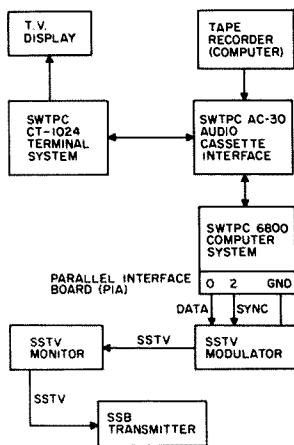 T.V.
DISPLAY
TAPE
RECORDER
(COMPUTER)
SWTPC
CT-1024
TERMINAL
SYSTEM
SWTPC AC-30
AUDIO
CASSETTE
INTERFACE
SWTPC 6800
COMPUTER
SYSTEM
PARALLEL INTERFACE
BOARD (PIA)
0 2 GND
DATA SYNC
SSTV
MONITOR
SSTV
SSTV
MODULATOR
SSTV
SSB
TRANSMITTER